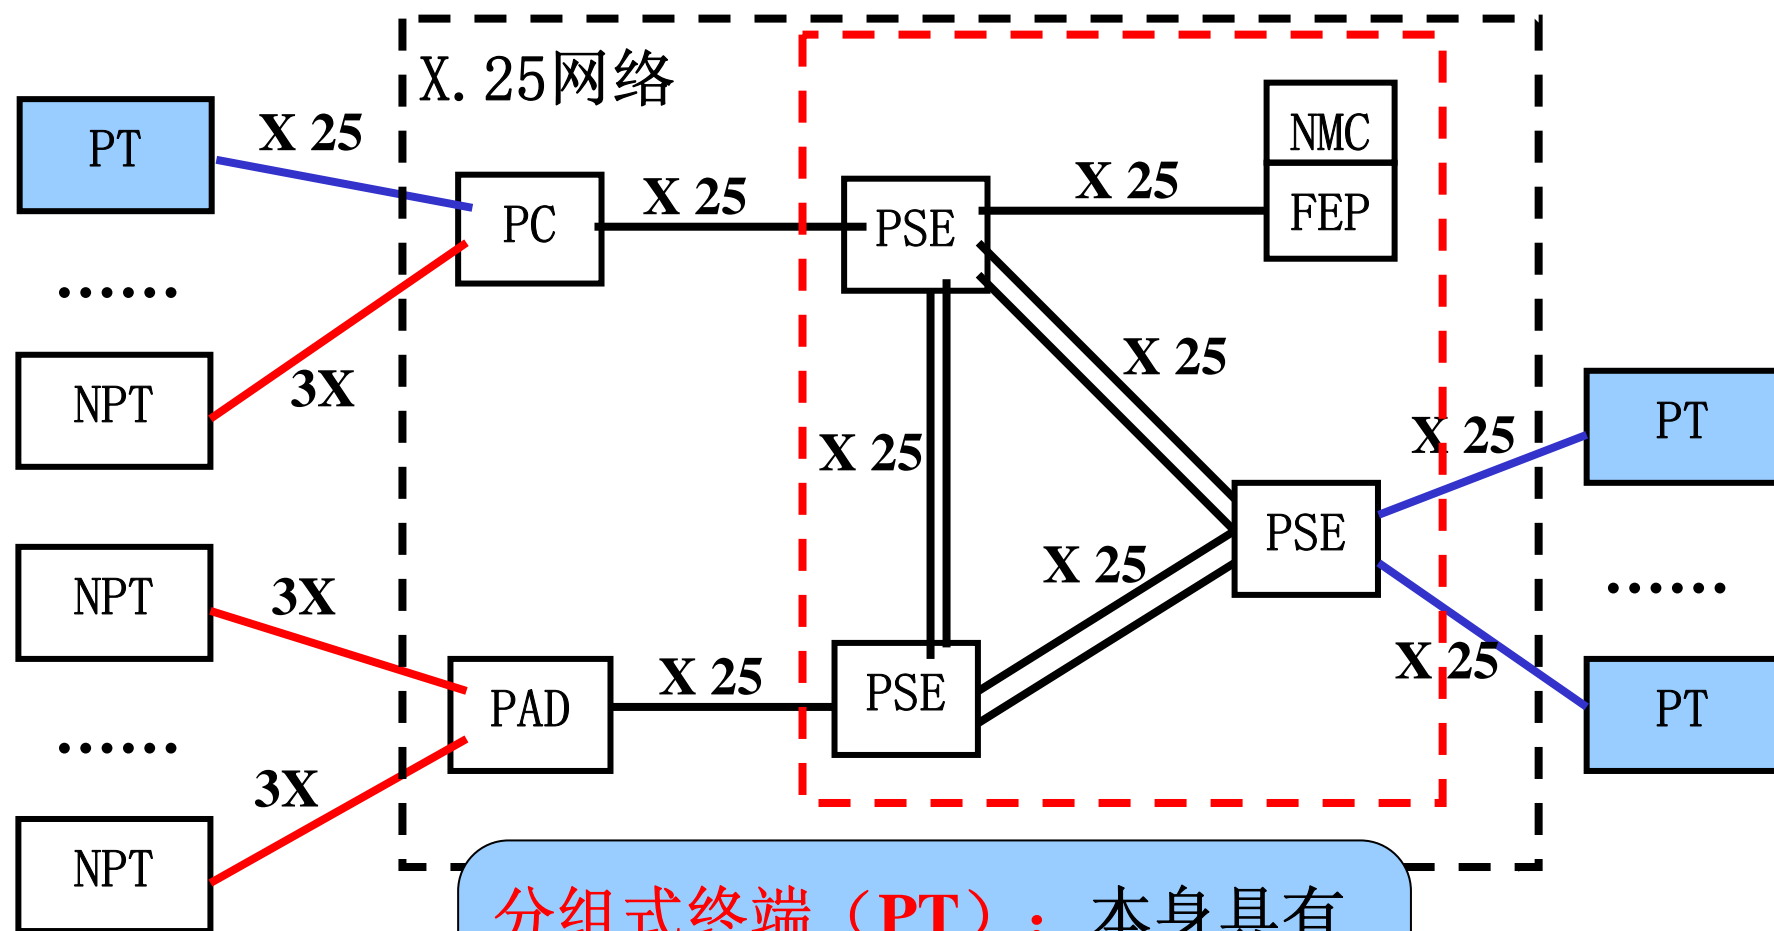 X.25网络
PT
X 25
NMC
PC
X 25
PSE
X 25
FEP
……
NPT
3X
X 25
X 25
X 25
PT
NPT
3X
X 25
PSE
……
PAD
X 25
PSE
X 25
PT
……
3X
NPT
分组式终端（PT）：本身具有